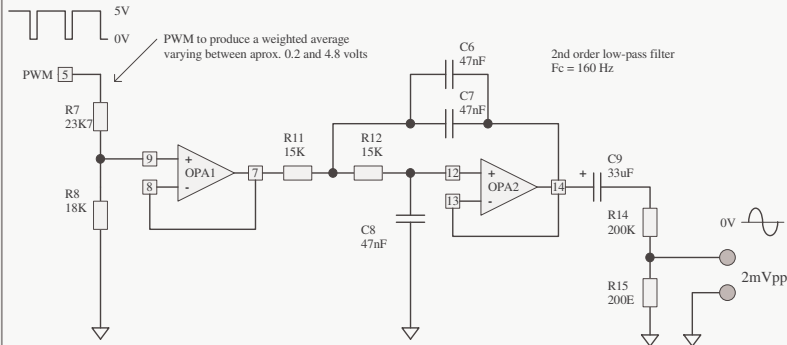 5V
0V
PWM to produce a weighted average
varying between aprox. 0.2 and 4.8 volts
PWM 5
R7
23K7
R8
18K
9
8
+
OPA1
-
7
R11
15K
R12
15K
C6
47nF
C7
47nF
2nd order low-pass filter
Fc = 160 Hz
C8
47nF
12
13
+
OPA2
-
14
+
C9
33uF
R14
200K
R15
200E
0V
2mVpp